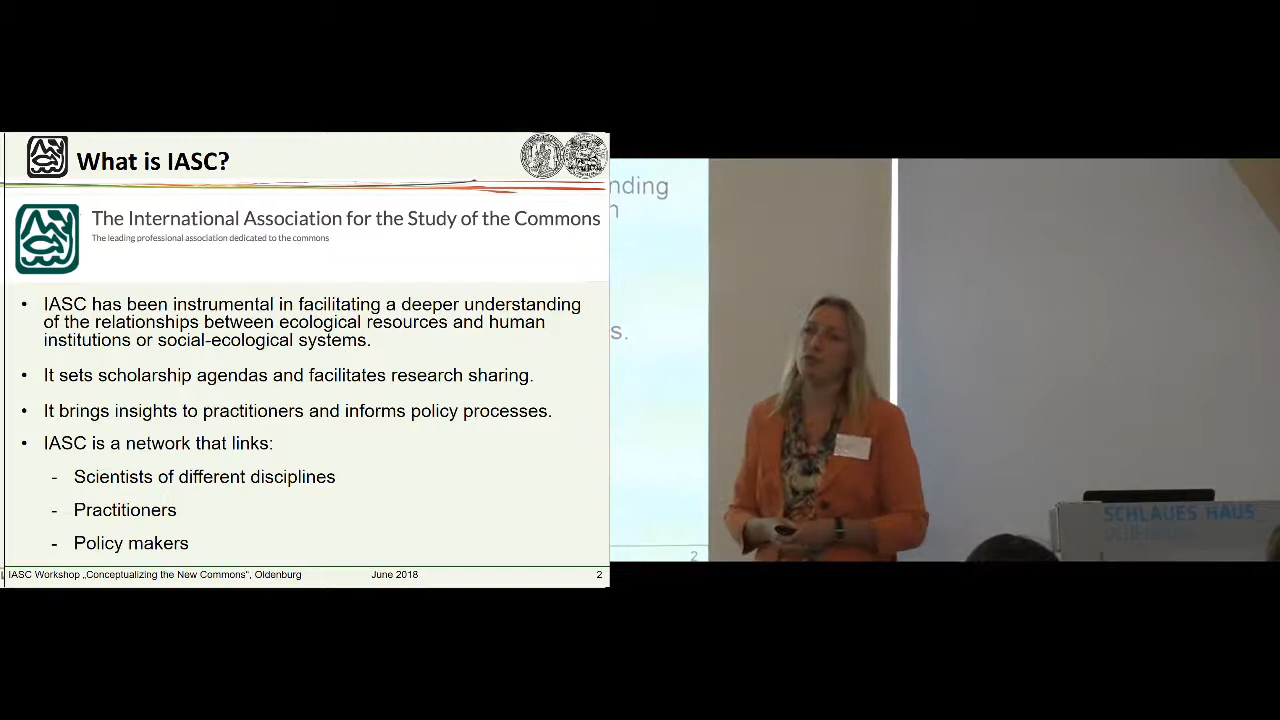 What is IASC?
The International Association for the Study of the Commons
The leading professional association dedicated to the commons
• IASC has been instrumental in facilitating a deeper understanding
of the relationships between ecological resources and human
institutions or social-ecological systems.
• It sets scholarship agendas and facilitates research sharing.
• It brings insights to practitioners and informs policy processes.
• IASC is a network that links:
- Scientists of different disciplines
- Practitioners
- Policy makers
IASC Workshop „Conceptualizing the New Commons“, Oldenburg June 2018 2
nding
n
s.
2
SCHLAUES HAUS
OLDENBURG